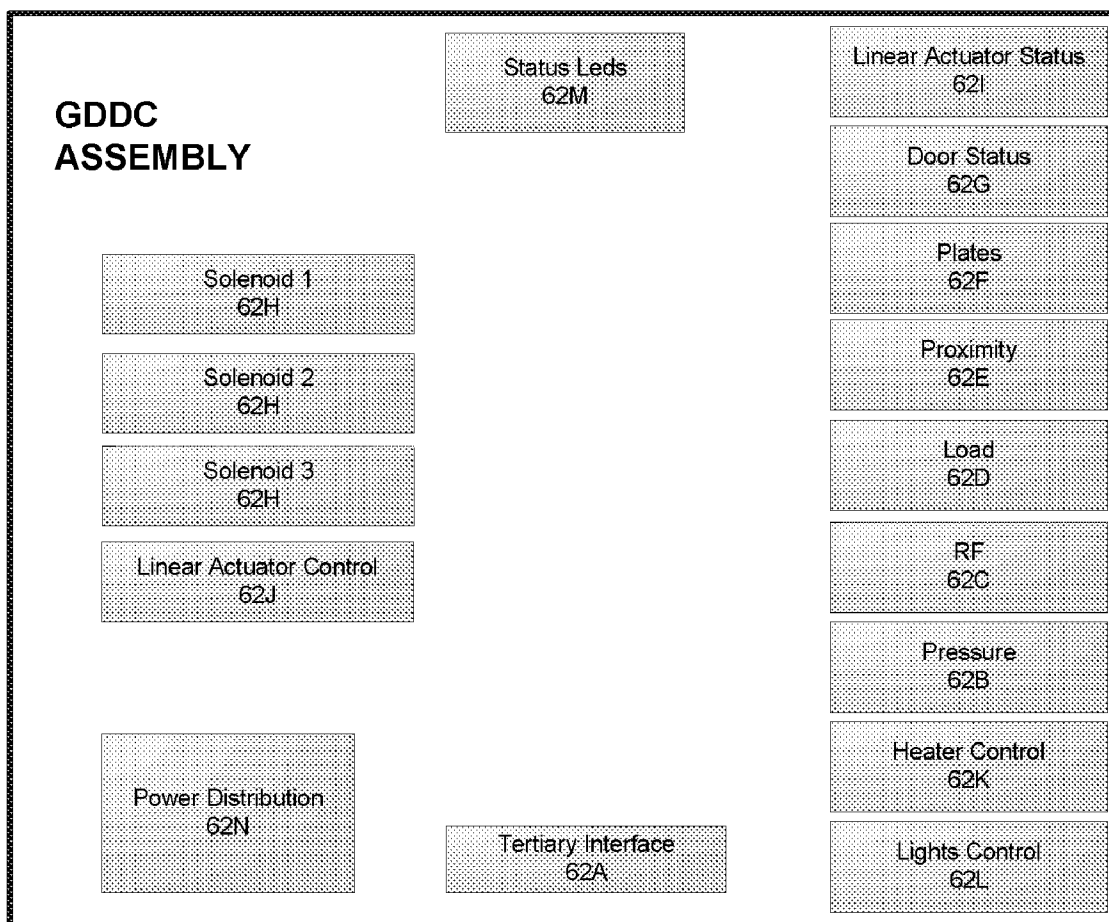 GDDC
ASSEMBLY
Status Leds
62M
Linear Actuator Status
62I
Door Status
62G
Plates
62F
Proximity
62E
Load
62D
RF
62C
Pressure
62B
Heater Control
62K
Lights Control
62L
Solenoid 1
62H
Solenoid 2
62H
Solenoid 3
62H
Linear Actuator Control
62J
Power Distribution
62N
Tertiary Interface
62A